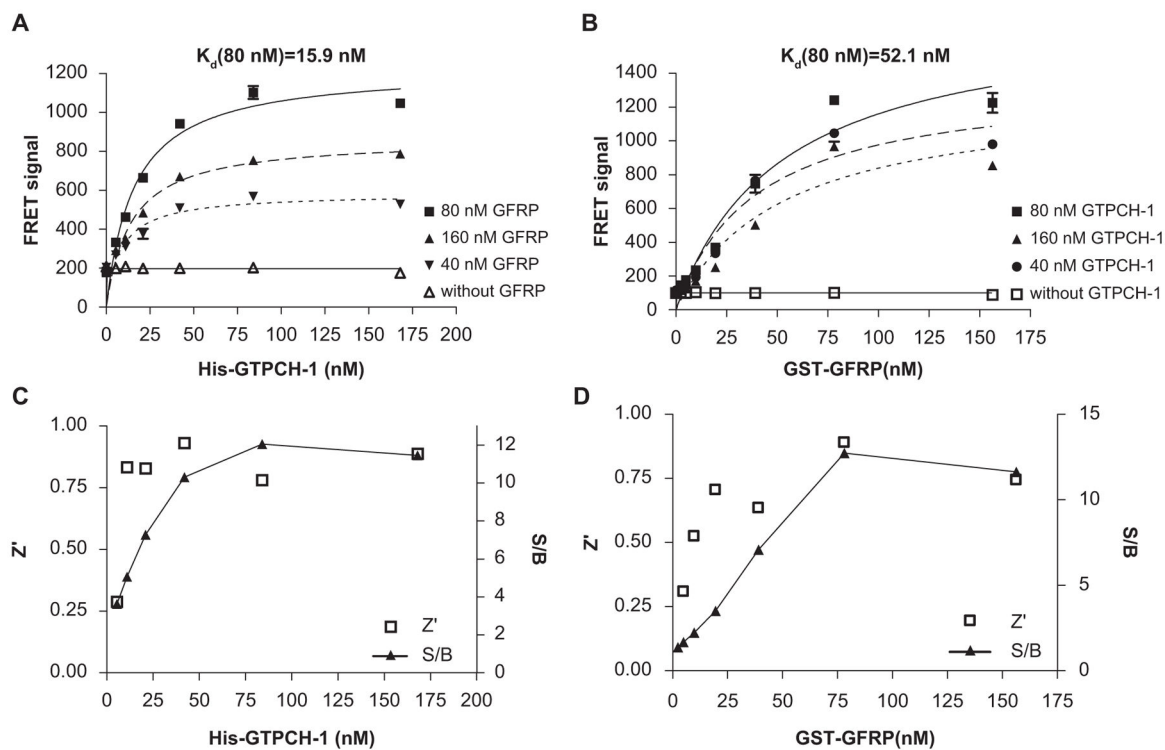 A
K_d(80 nM)=15.9 nM
FRET signal
1200
1000
800
600
400
200
0
0 25 50 75 100 125 150 175 200
His-GTPCH-1 (nM)
80 nM GFRP
160 nM GFRP
40 nM GFRP
without GFRP
B
K_d(80 nM)=52.1 nM
FRET signal
1400
1200
1000
800
600
400
200
0
0 25 50 75 100 125 150 175
GST-GFRP(nM)
80 nM GTPCH-1
160 nM GTPCH-1
40 nM GTPCH-1
without GTPCH-1
C
Z'
1.00
0.75
0.50
0.25
0.00
0 25 50 75 100 125 150 175 200
His-GTPCH-1 (nM)
12
10
8
6
4
2
0
S/B
Z'
S/B
D
Z'
1.00
0.75
0.50
0.25
0.00
0 25 50 75 100 125 150 175
GST-GFRP(nM)
15
10
5
0
S/B
Z'
S/B